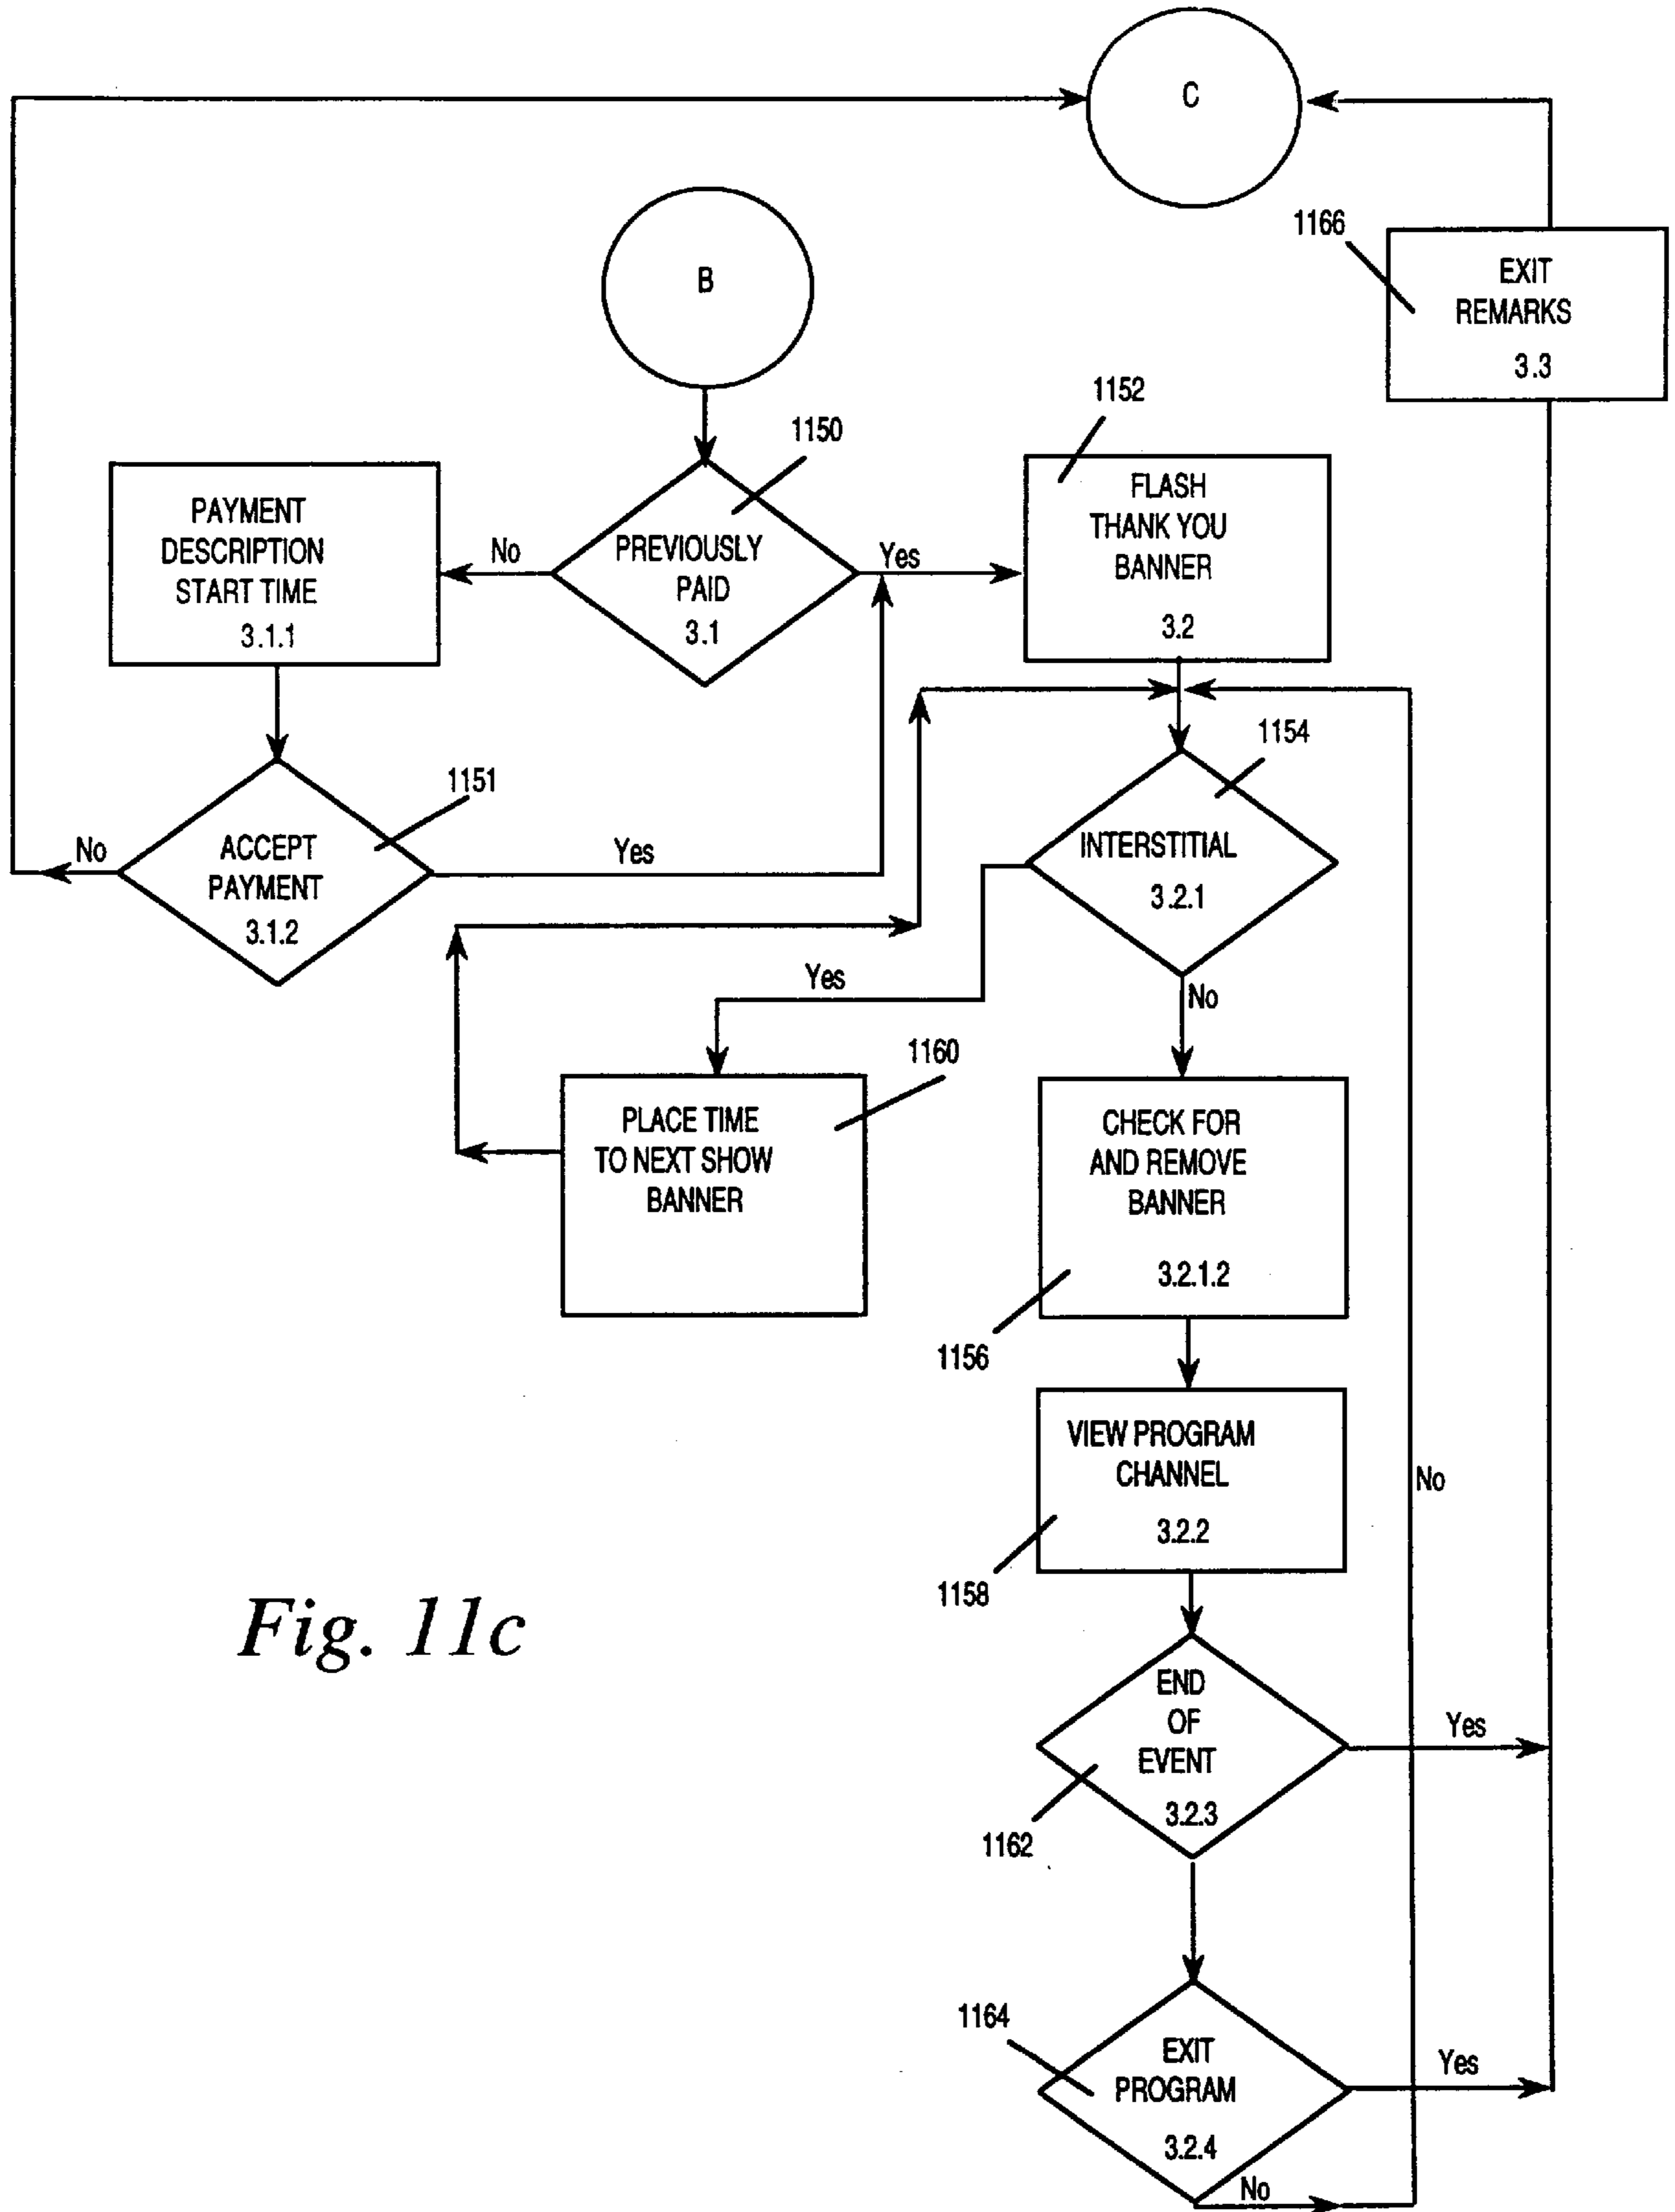 C
1166
EXIT
REMARKS
3.3
B
1150
1152
PAYMENT
DESCRIPTION
START TIME
3.1.1
No
PREVIOUSLY
PAID
3.1
Yes
FLASH
THANK YOU
BANNER
3.2
1151
1154
No
ACCEPT
PAYMENT
3.1.2
Yes
INTERSTITIAL
3.2.1
Yes
No
1160
PLACE TIME
TO NEXT SHOW
BANNER
CHECK FOR
AND REMOVE
BANNER
3.2.1.2
1156
VIEW PROGRAM
CHANNEL
3.2.2
No
1158
Fig. 11c
END
OF
EVENT
3.2.3
Yes
1162
1164
EXIT
PROGRAM
3.2.4
Yes
No